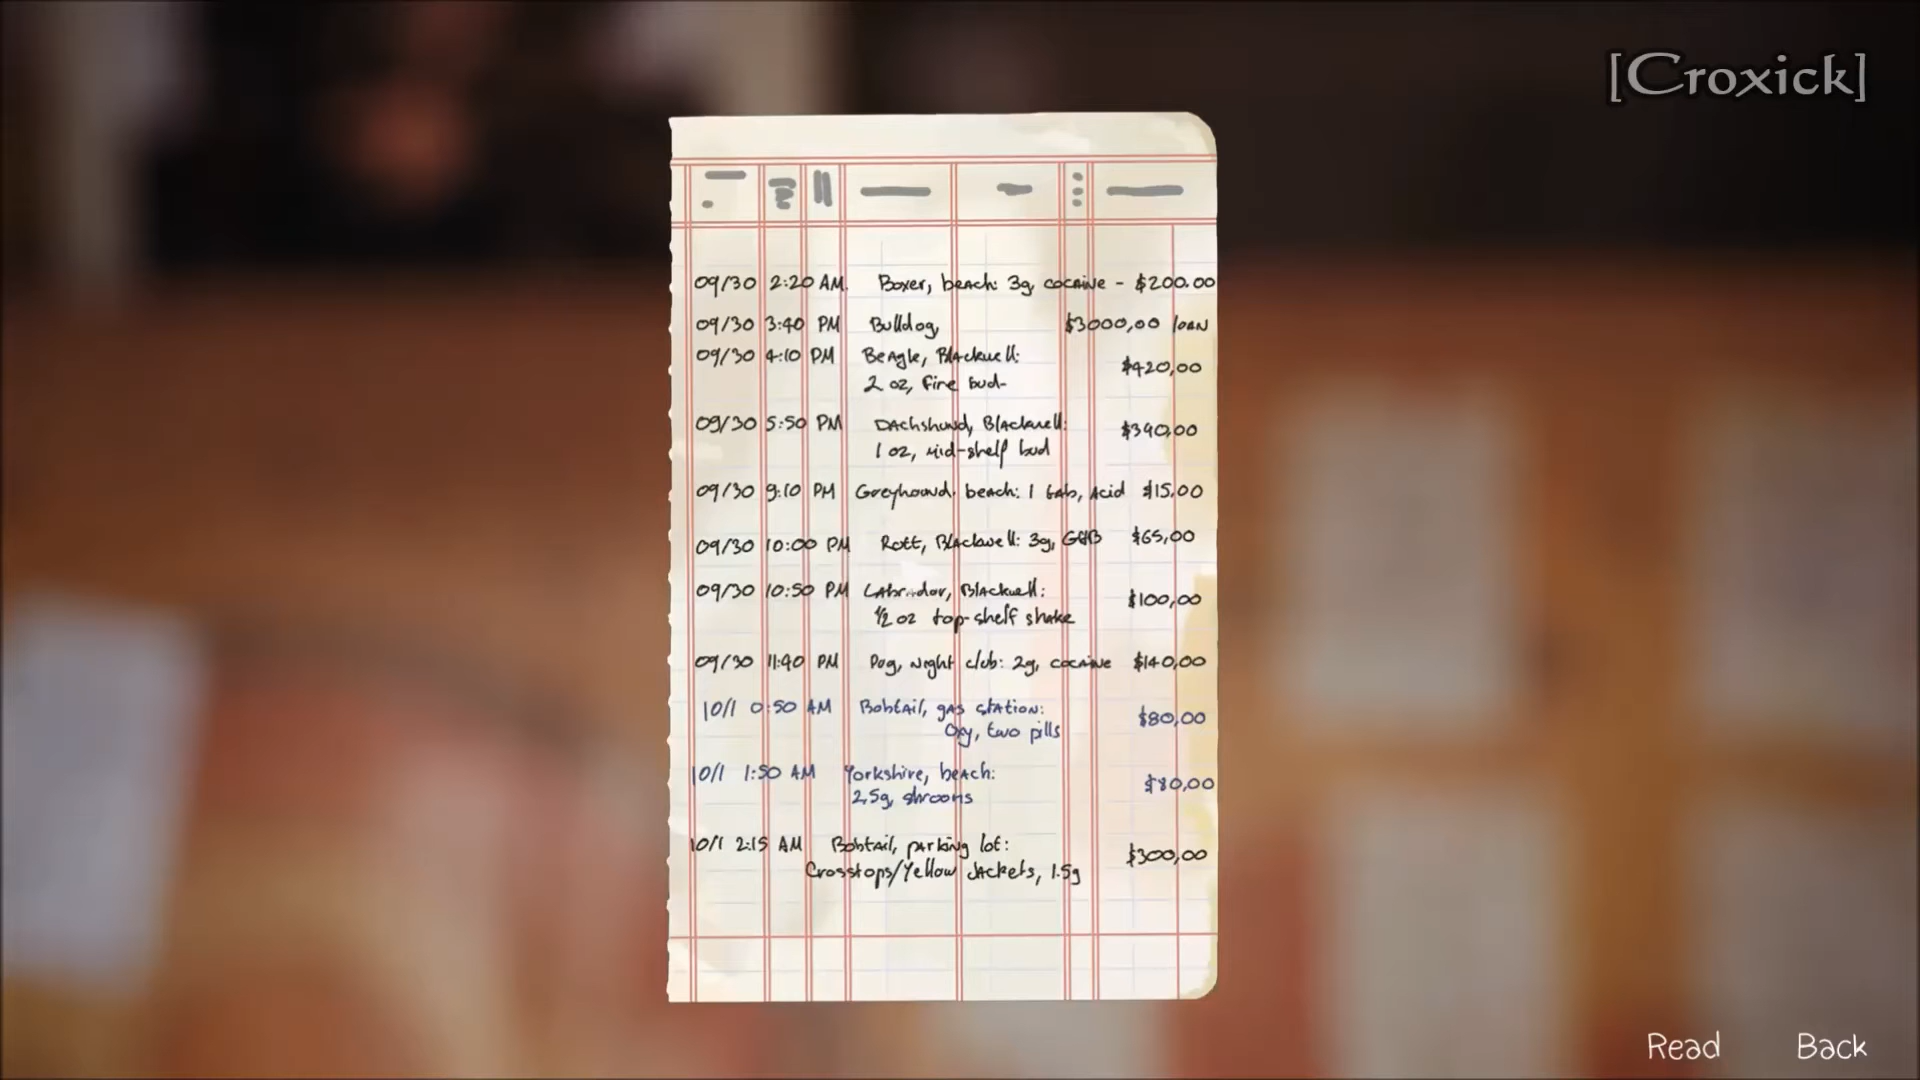 [Croxick]
09/30 2:20 AM. Boxer, beach: 3g, cocaine - $200.00
09/30 3:40 PM Bulldog, $3000,00 loan
09/30 4:10 PM Beagle, Blackwell:
2 oz, fire bud- $420,00
09/30 5:50 PM Dachshund, Blackwell: $390,00
1 oz, mid-shelf bud
09/30 9:10 PM Greyhound, beach: 1 tab, acid $15,00
09/30 10:00 PM Rott, Blackwell: 3g, GHB $65,00
09/30 10:50 PM Labrador, Blackwell: $100,00
1/2 oz top-shelf shake
09/30 11:40 PM Pog, night club: 2g, cocaine $140,00
10/1 0:50 AM Bobtail, gas station: $80,00
Oxy, two pills
10/1 1:50 AM Yorkshire, beach: $80,00
2,5g, shrooms
10/1 2:15 AM Bobtail, parking lot: $300,00
Crosstops/Yellow Jackets, 1.5g
Read Back